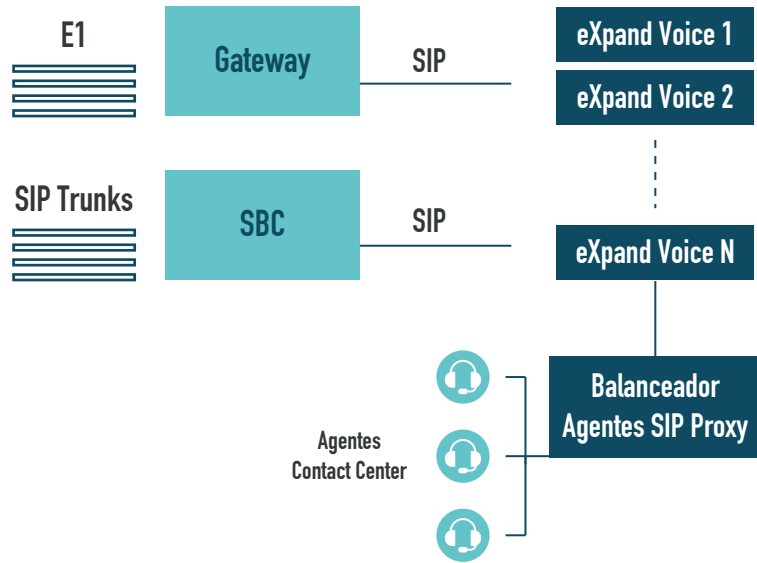 E1
Gateway
SIP
eXpand Voice 1
eXpand Voice 2
SIP Trunks
SBC
SIP
eXpand Voice N
Balanceador
Agentes SIP Proxy
Agentes
Contact Center